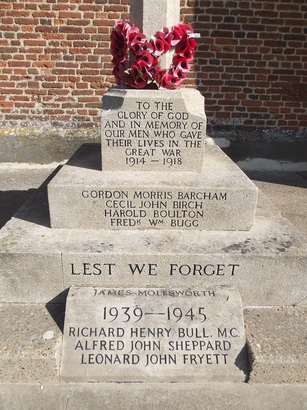 TO THE
GLORY OF GOD
AND IN MEMORY OF
OUR MEN WHO GAVE
THEIR LIVES IN THE
GREAT WAR
1914-1918
GORDON MORRIS BARCHAM
CECIL JOHN BIRCH
HAROLD BOULTON
FREDK WM BUGG
LEST WE FORGET
JAMES MOLESWORTH
1939--1945
RICHARD HENRY BULL. M.C.
ALFRED JOHN SHEPPARD
LEONARD JOHN FRYETT